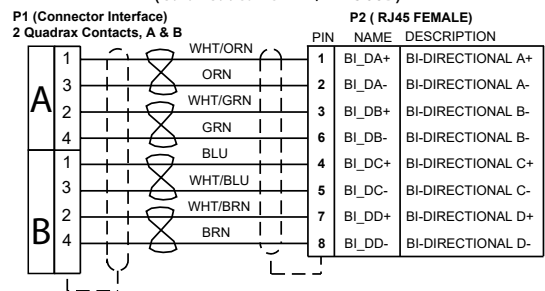 P1 (Connector Interface)
2 Quadrax Contacts, A & B
P2 ( RJ45 FEMALE)
PIN NAME DESCRIPTION
A
1 WHT/ORN 1 BI_DA+ BI-DIRECTIONAL A+
3 ORN 2 BI_DA- BI-DIRECTIONAL A-
2 WHT/GRN 3 BI_DB+ BI-DIRECTIONAL B-
4 GRN 6 BI_DB- BI-DIRECTIONAL B-
B
1 BLU 4 BI_DC+ BI-DIRECTIONAL C+
3 WHT/BLU 5 BI_DC- BI-DIRECTIONAL C-
2 WHT/BRN 7 BI_DD+ BI-DIRECTIONAL D+
4 BRN 8 BI_DD- BI-DIRECTIONAL D-